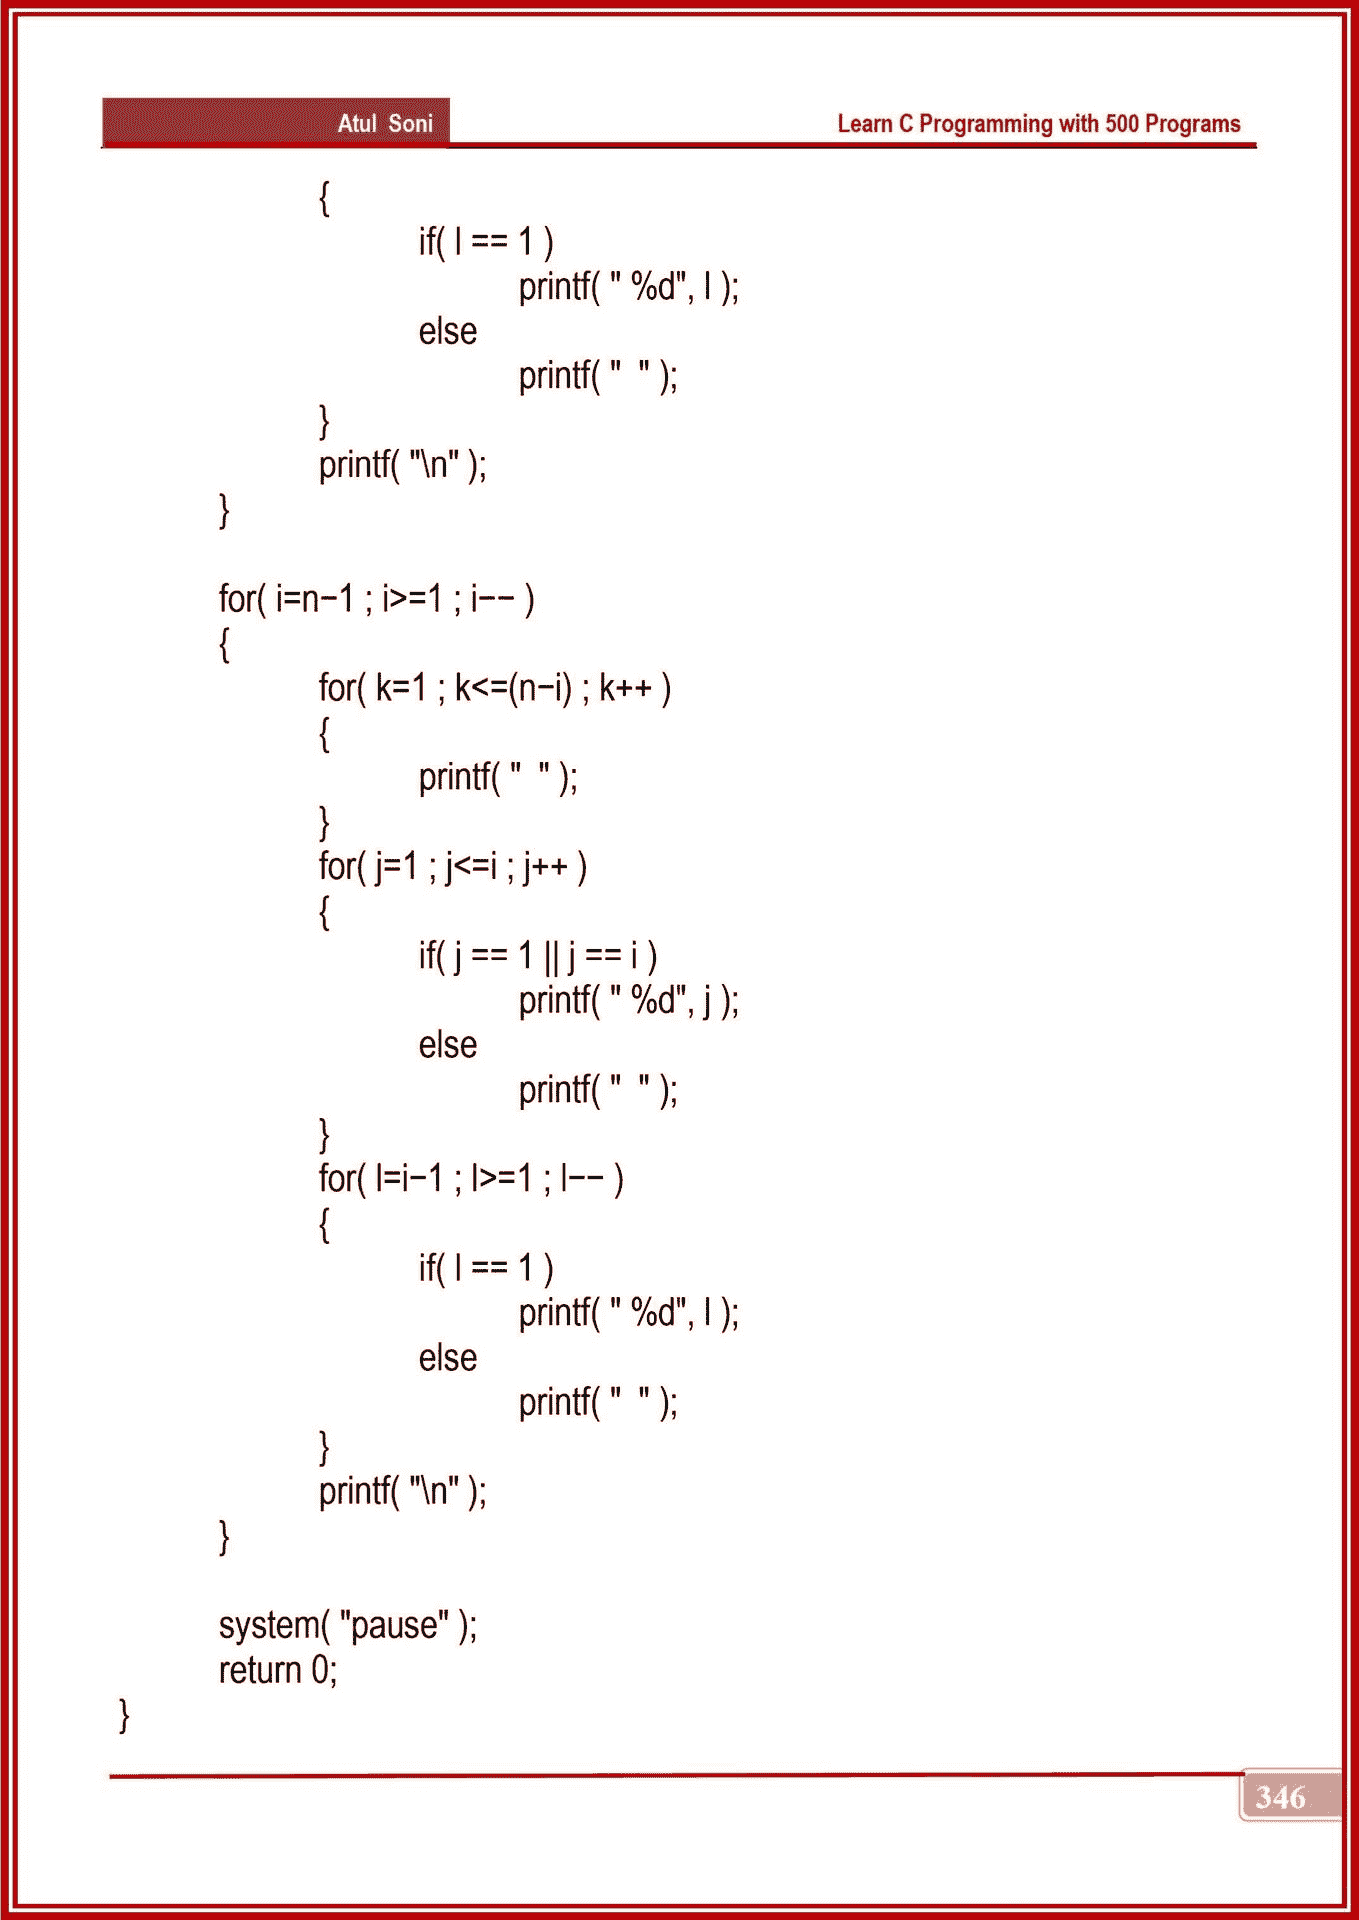 Atul Soni
Learn C Programming with 500 Programs
{
if( l == 1 )
printf( " %d", l );
else
printf( "  " );
}
printf( "\n" );
}
for( i=n−1 ; i>=1 ; i−− )
{
for( k=1 ; k<=(n−i) ; k++ )
{
printf( "  " );
}
for( j=1 ; j<=i ; j++ )
{
if( j == 1 || j == i )
printf( " %d", j );
else
printf( "  " );
}
for( l=i−1 ; l>=1 ; l−− )
{
if( l == 1 )
printf( " %d", l );
else
printf( "  " );
}
printf( "\n" );
}
system( "pause" );
return 0;
}
346